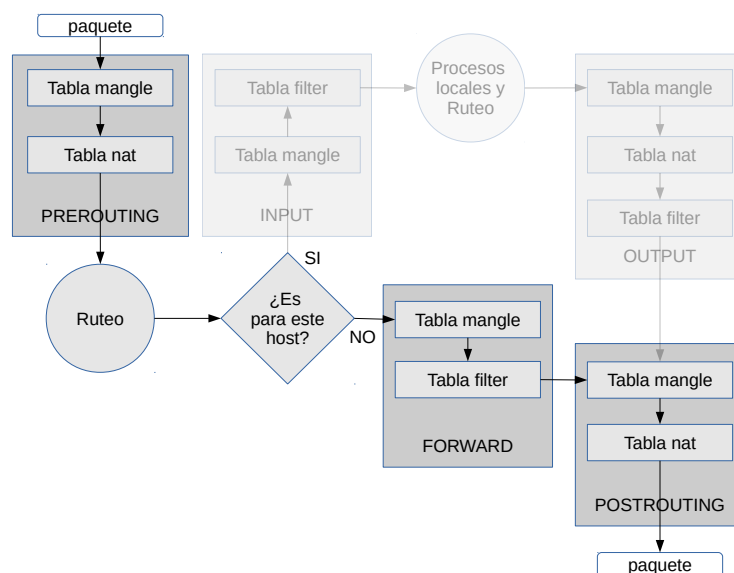 paquete
Tabla mangle
Tabla nat
PREROUTING
Tabla filter
Tabla mangle
INPUT
Procesos
locales y
Ruteo
Tabla mangle
Tabla nat
Tabla filter
OUTPUT
Ruteo
¿Es
para este
host?
SI
NO
Tabla mangle
Tabla filter
FORWARD
Tabla mangle
Tabla nat
POSTROUTING
paquete